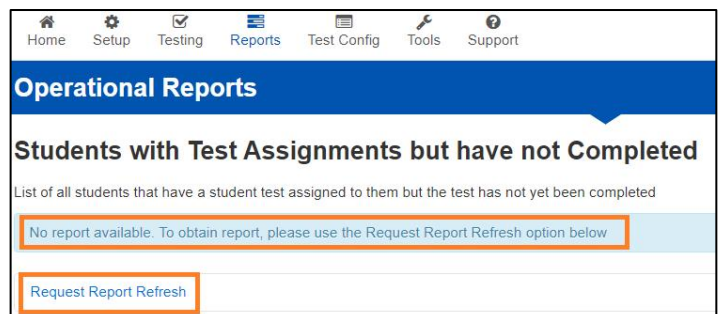 Home Setup Testing Reports Test Config Tools Support
Operational Reports
Students with Test Assignments but have not Completed
List of all students that have a student test assigned to them but the test has not yet been completed
No report available. To obtain report, please use the Request Report Refresh option below
Request Report Refresh